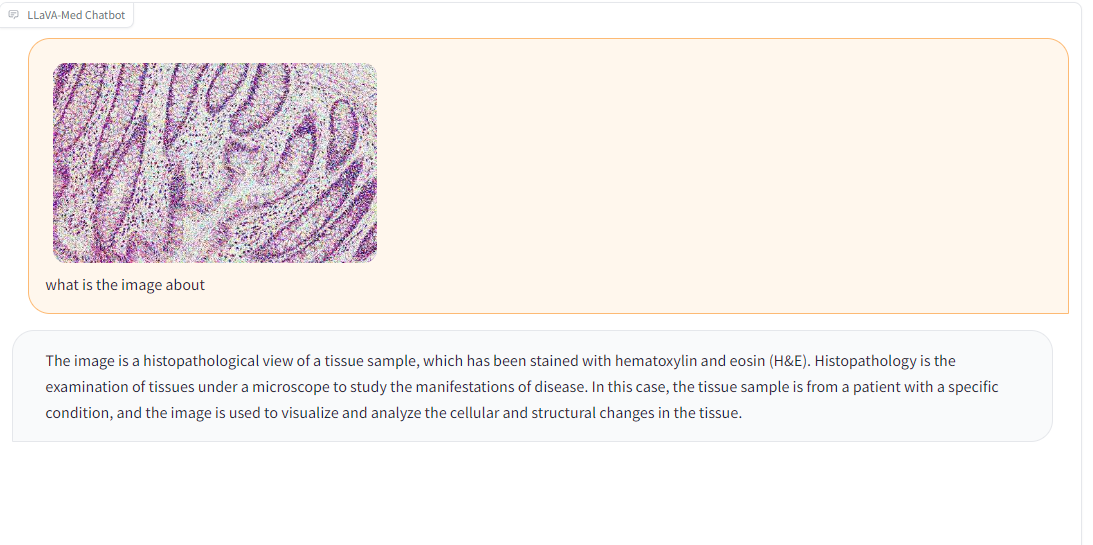 LLaVA-Med Chatbot
what is the image about
The image is a histopathological view of a tissue sample, which has been stained with hematoxylin and eosin (H&E). Histopathology is the
examination of tissues under a microscope to study the manifestations of disease. In this case, the tissue sample is from a patient with a specific
condition, and the image is used to visualize and analyze the cellular and structural changes in the tissue.